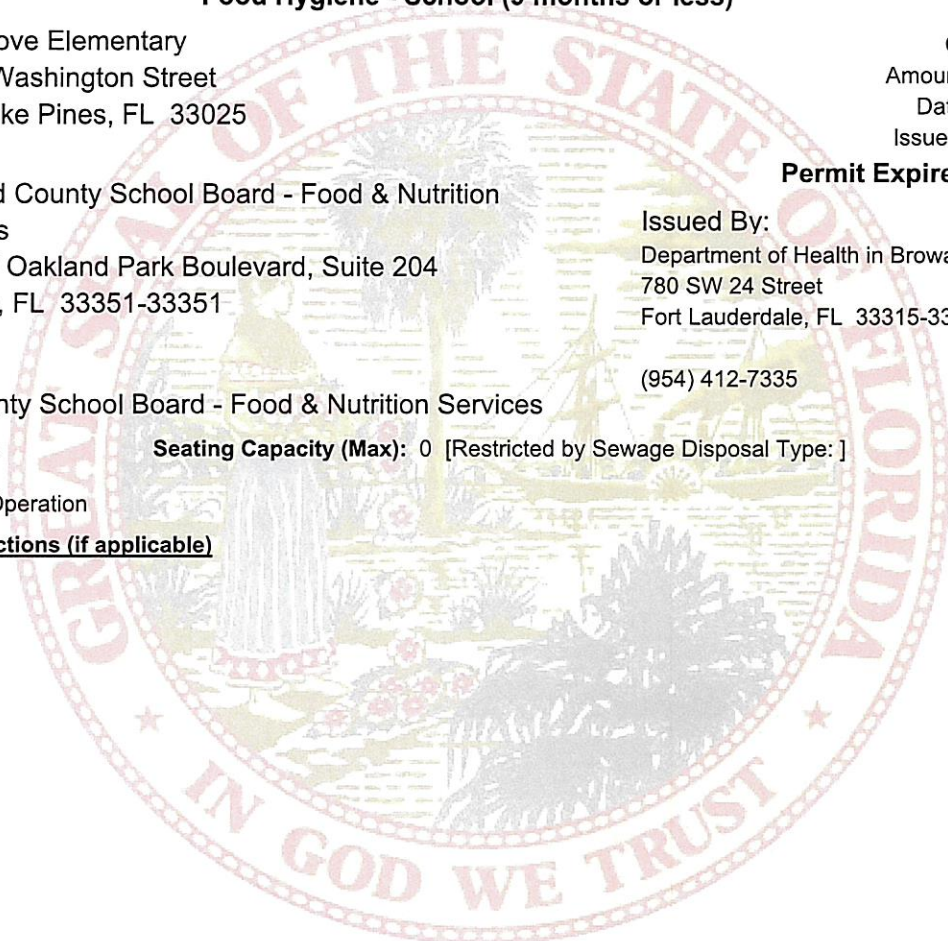 Food Hygiene - School (9 months or less)
ove Elementary
Washington Street
ke Pines, FL 33025
Amoun
Dat
Issue
Permit Expire
d County School Board - Food & Nutrition
s
Oakland Park Boulevard, Suite 204
, FL 33351-33351
Issued By:
Department of Health in Browa
780 SW 24 Street
Fort Lauderdale, FL 33315-33
(954) 412-7335
nty School Board - Food & Nutrition Services
Seating Capacity (Max): 0 [Restricted by Sewage Disposal Type: ]
Operation
ctions (if applicable)
GREAT SEAL OF THE STATE OF FLORIDA
IN GOD WE TRUST